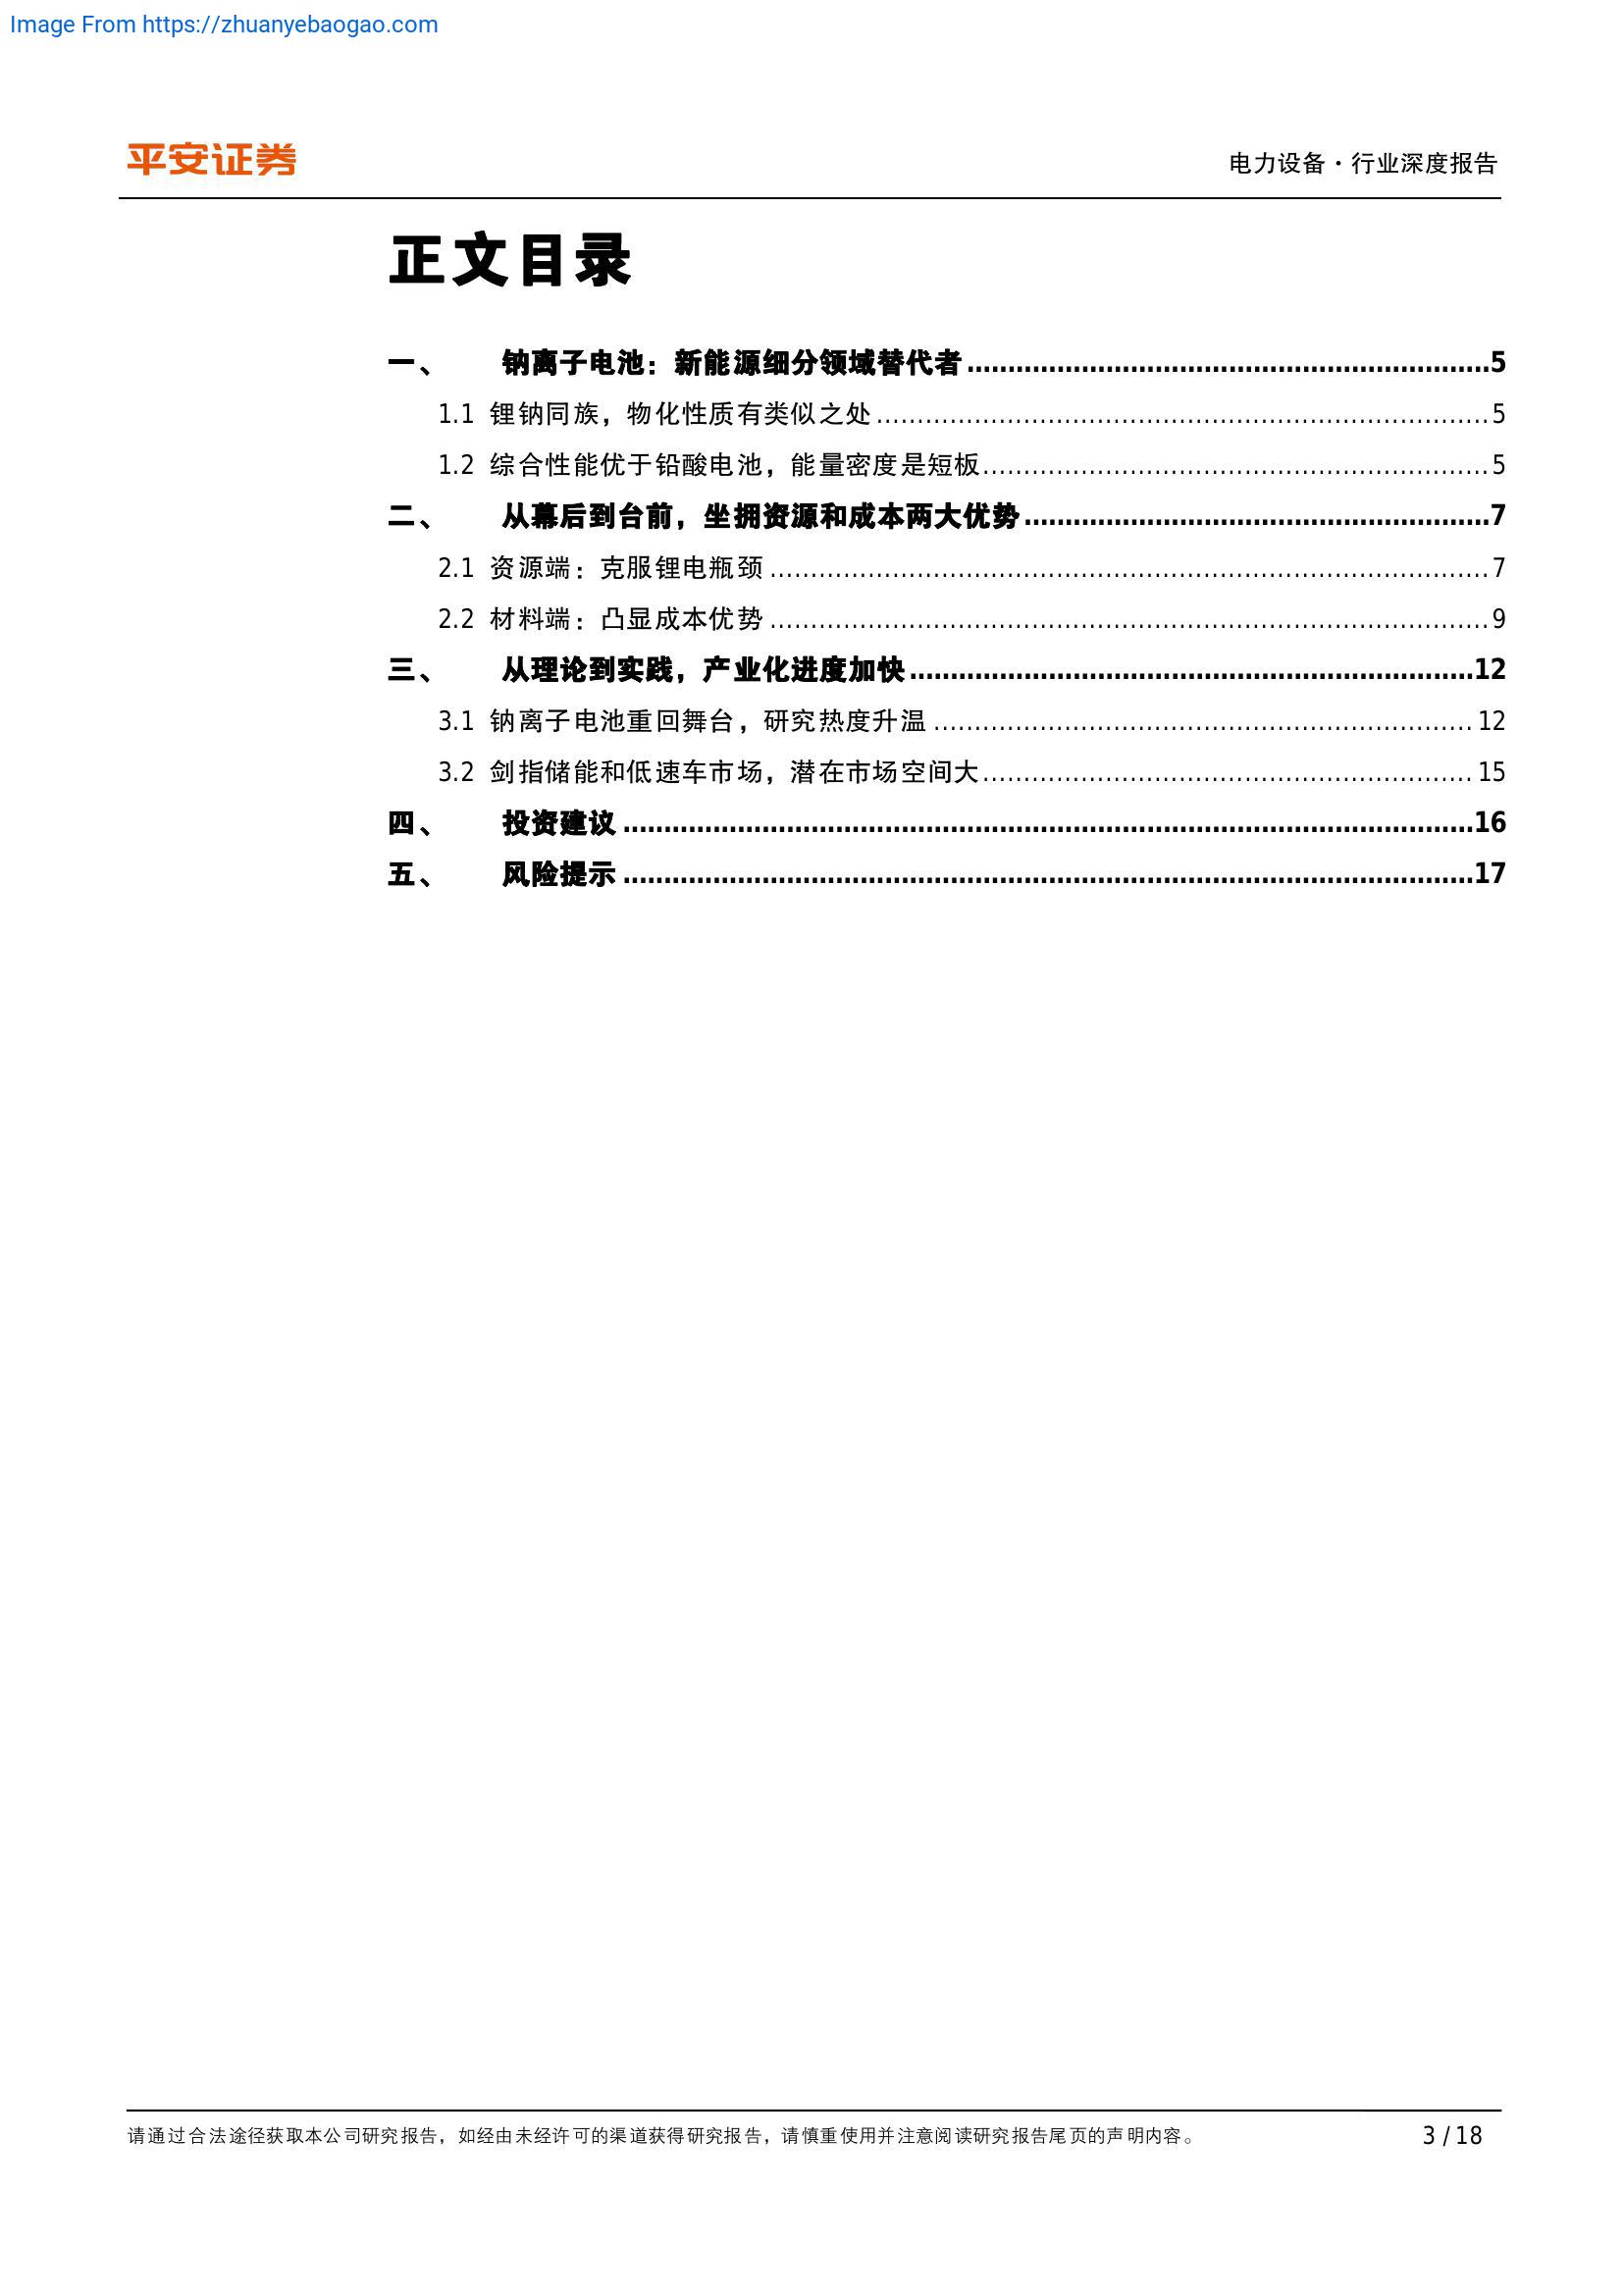 Image From https://zhuanyebaogao.com
平安证券
电力设备·行业深度报告
正文目录
一、 钠离子电池：新能源细分领域替代者 5
1.1 锂钠同族，物化性质有类似之处 5
1.2 综合性能优于铅酸电池，能量密度是短板 5
二、 从幕后到台前，坐拥资源和成本两大优势 7
2.1 资源端：克服锂电瓶颈 7
2.2 材料端：凸显成本优势 9
三、 从理论到实践，产业化进度加快 12
3.1 钠离子电池重回舞台，研究热度升温 12
3.2 剑指储能和低速车市场，潜在市场空间大 15
四、 投资建议 16
五、 风险提示 17
请通过合法途径获取本公司研究报告，如经由未经许可的渠道获得研究报告，请慎重使用并注意阅读研究报告尾页的声明内容。
3 / 18